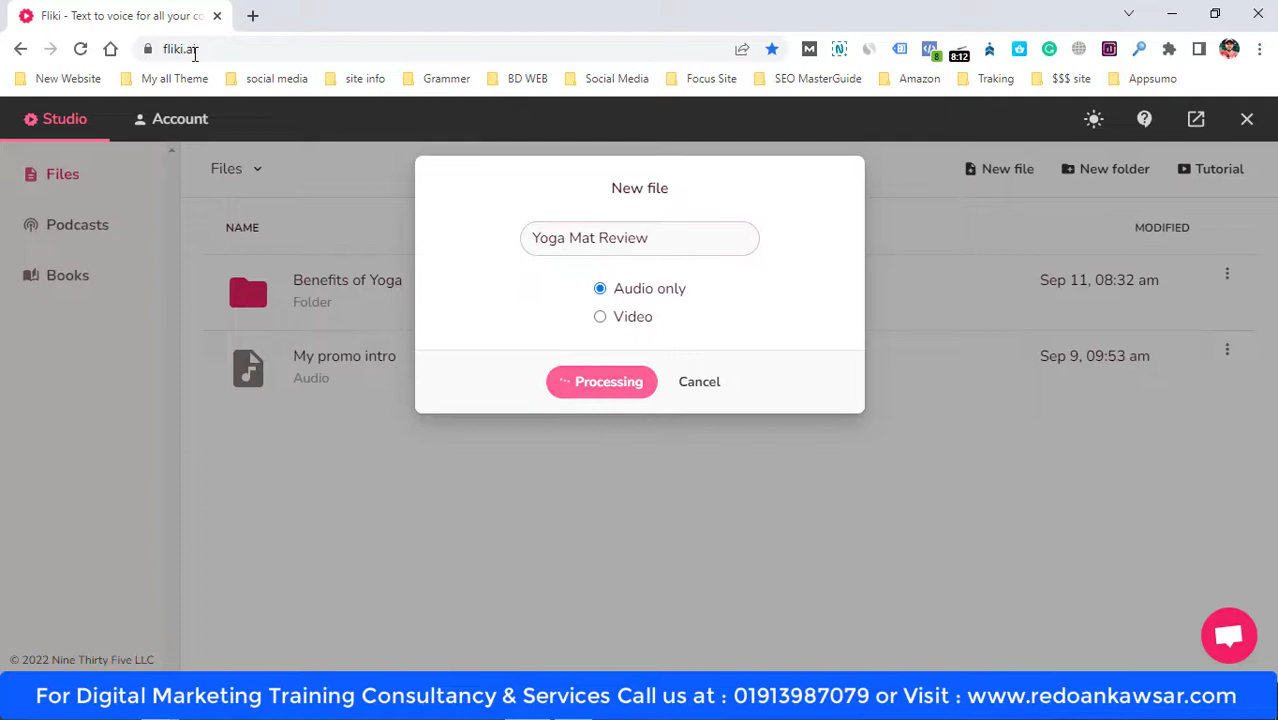 Fliki - Text to voice for all your co
fliki.ai
8
8:12
New Website
My all Theme
social media
site info
Grammer
BD WEB
Social Media
Focus Site
SEO MasterGuide
Amazon
Traking
$$$ site
Appsumo
Studio
Account
Files
Files
New file
New folder
Tutorial
New file
Podcasts
NAME
MODIFIED
Yoga Mat Review
Books
Benefits of Yoga
Folder
Sep 11, 08:32 am
Audio only
Video
My promo intro
Audio
Sep 9, 09:53 am
Processing
Cancel
© 2022 Nine Thirty Five LLC
For Digital Marketing Training Consultancy & Services Call us at : 01913987079 or Visit : www.redoankawsar.com